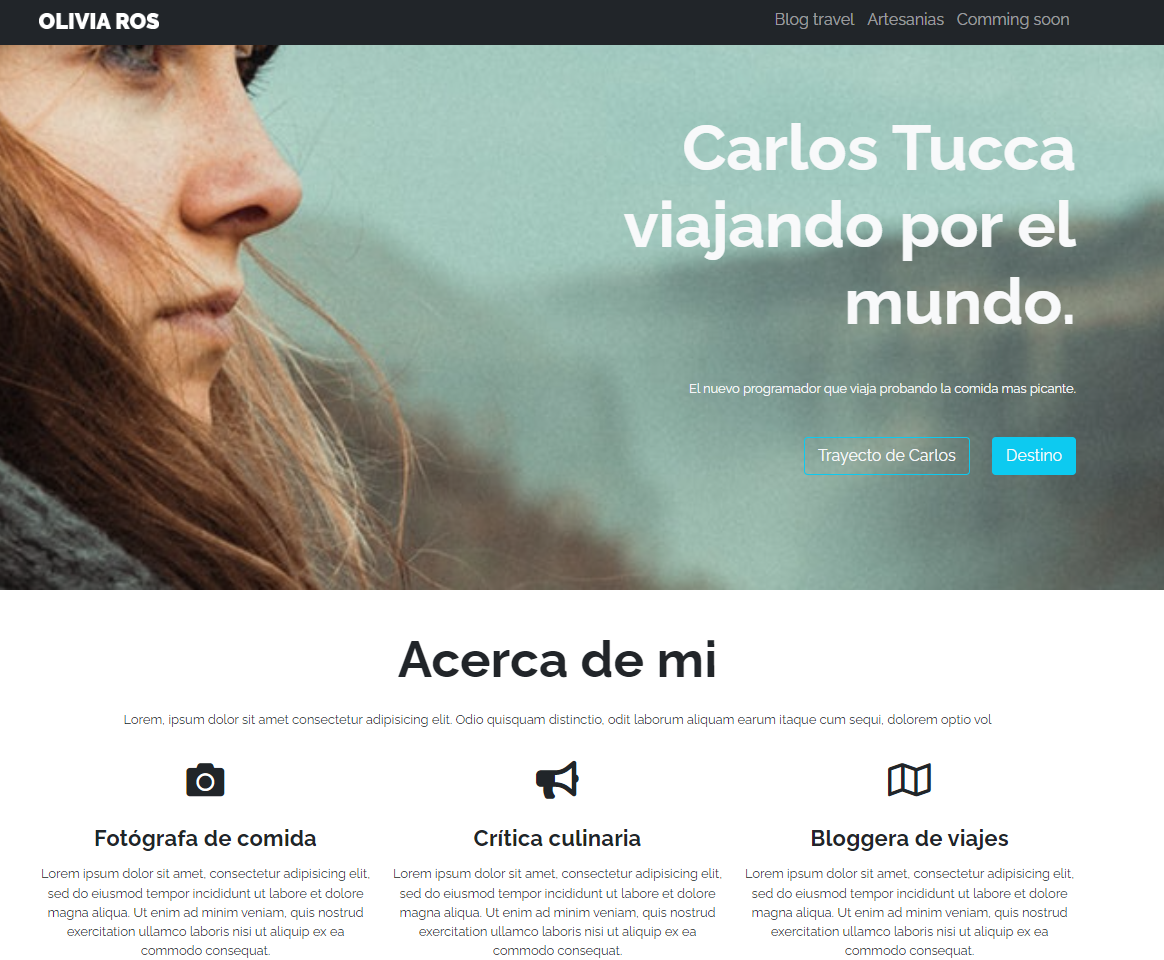 OLIVIA ROS
Blog travel Artesanias Comming soon
Carlos Tucca
viajando por el
mundo.
El nuevo programador que viaja probando la comida mas picante.
Trayecto de Carlos Destino
Acerca de mi
Lorem, ipsum dolor sit amet consectetur adipisicing elit. Odio quisquam distinctio, odit laborum aliquam earum itaque cum sequi, dolorem optio vol
Fotógrafa de comida
Lorem ipsum dolor sit amet, consectetur adipisicing elit,
sed do eiusmod tempor incididunt ut labore et dolore
magna aliqua. Ut enim ad minim veniam, quis nostrud
exercitation ullamco laboris nisi ut aliquip ex ea
commodo consequat.
Crítica culinaria
Lorem ipsum dolor sit amet, consectetur adipisicing elit,
sed do eiusmod tempor incididunt ut labore et dolore
magna aliqua. Ut enim ad minim veniam, quis nostrud
exercitation ullamco laboris nisi ut aliquip ex ea
commodo consequat.
Bloggera de viajes
Lorem ipsum dolor sit amet, consectetur adipisicing elit,
sed do eiusmod tempor incididunt ut labore et dolore
magna aliqua. Ut enim ad minim veniam, quis nostrud
exercitation ullamco laboris nisi ut aliquip ex ea
commodo consequat.